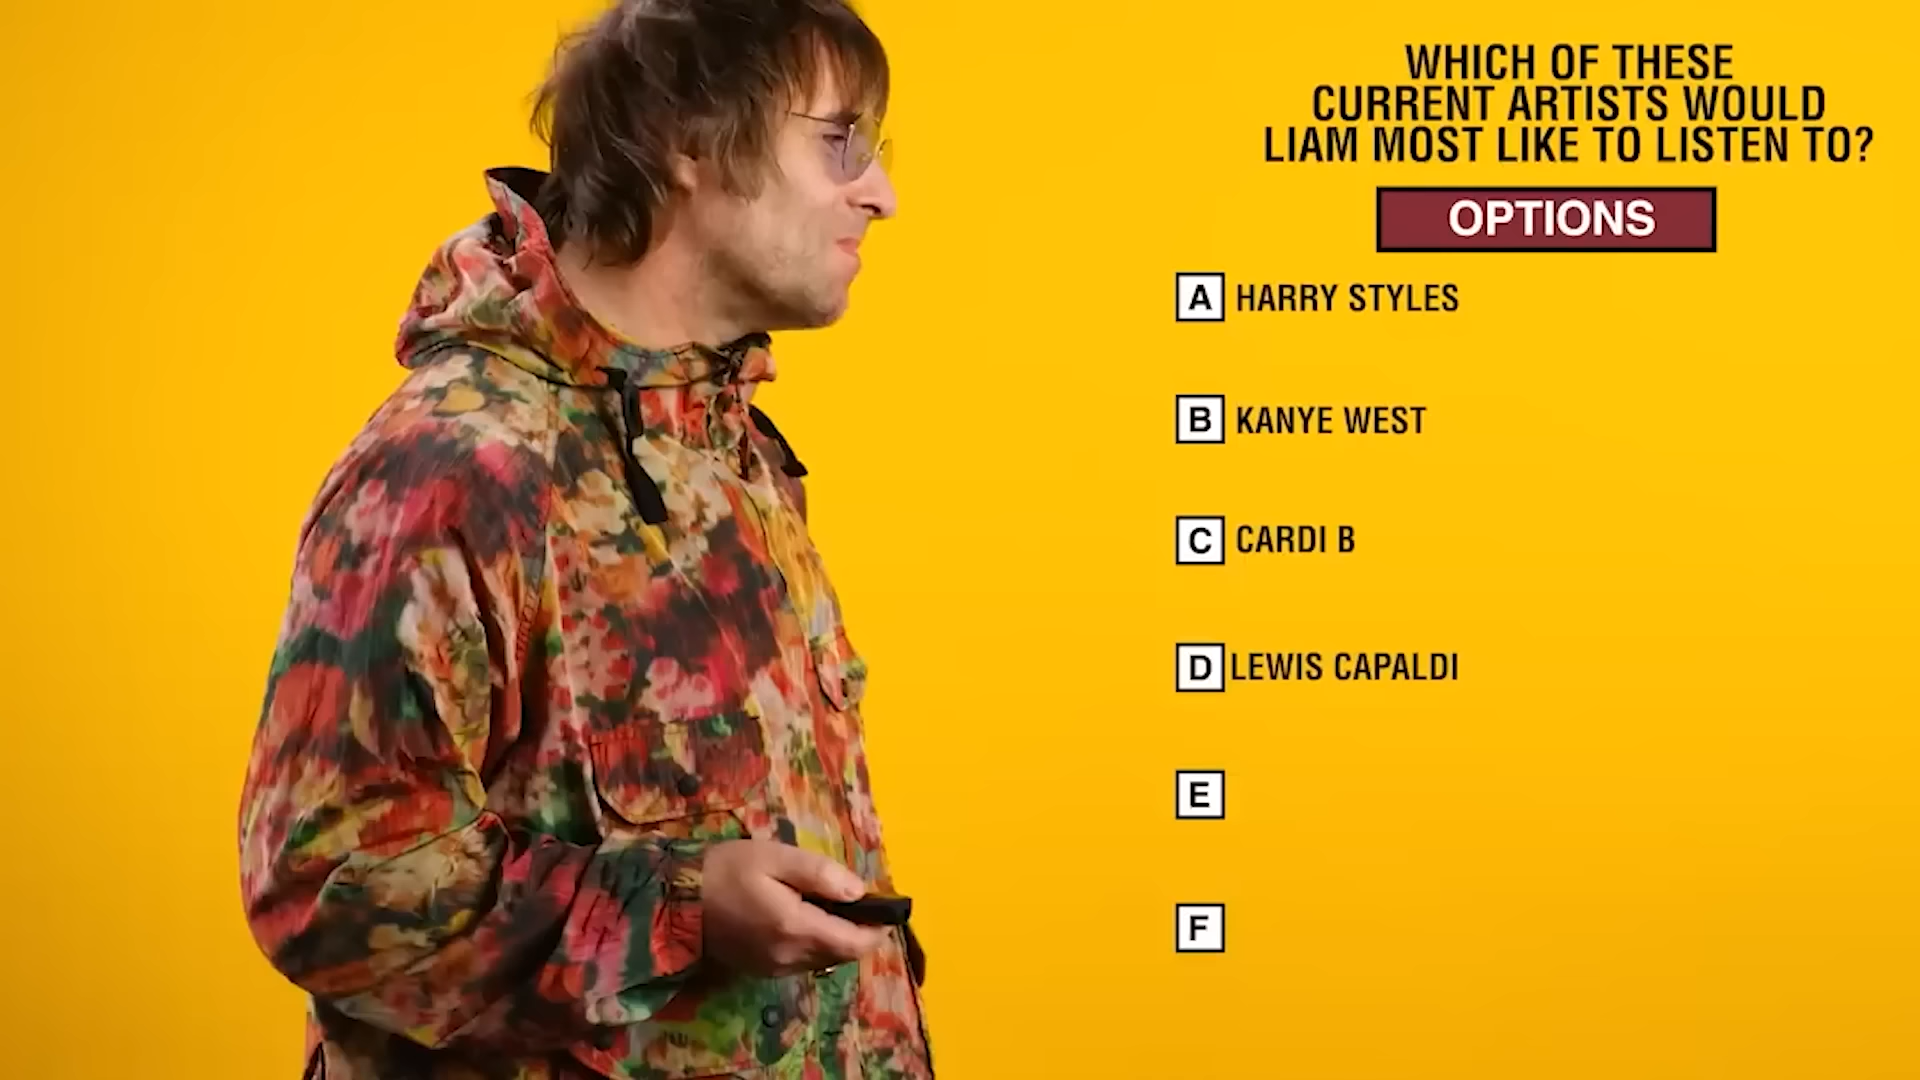 WHICH OF THESE
CURRENT ARTISTS WOULD
LIAM MOST LIKE TO LISTEN TO?
OPTIONS
A HARRY STYLES
B KANYE WEST
C CARDI B
D LEWIS CAPALDI
E
F